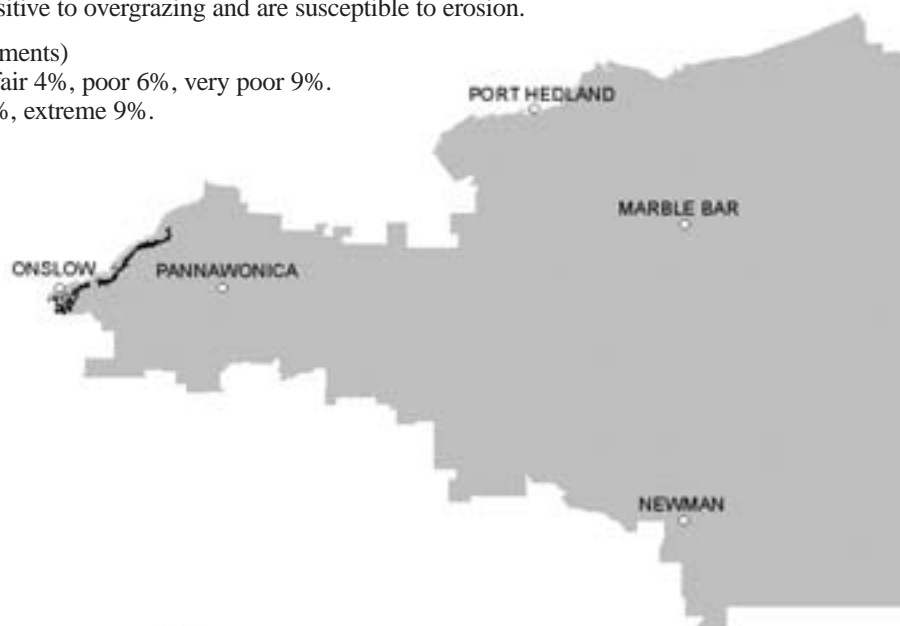 sitive to overgrazing and are susceptible to erosion.
ments)
fair 4%, poor 6%, very poor 9%.
%, extreme 9%.
PORT HEDLAND
MARBLE BAR
ONSLOW
PANNAWONICA
NEWMAN